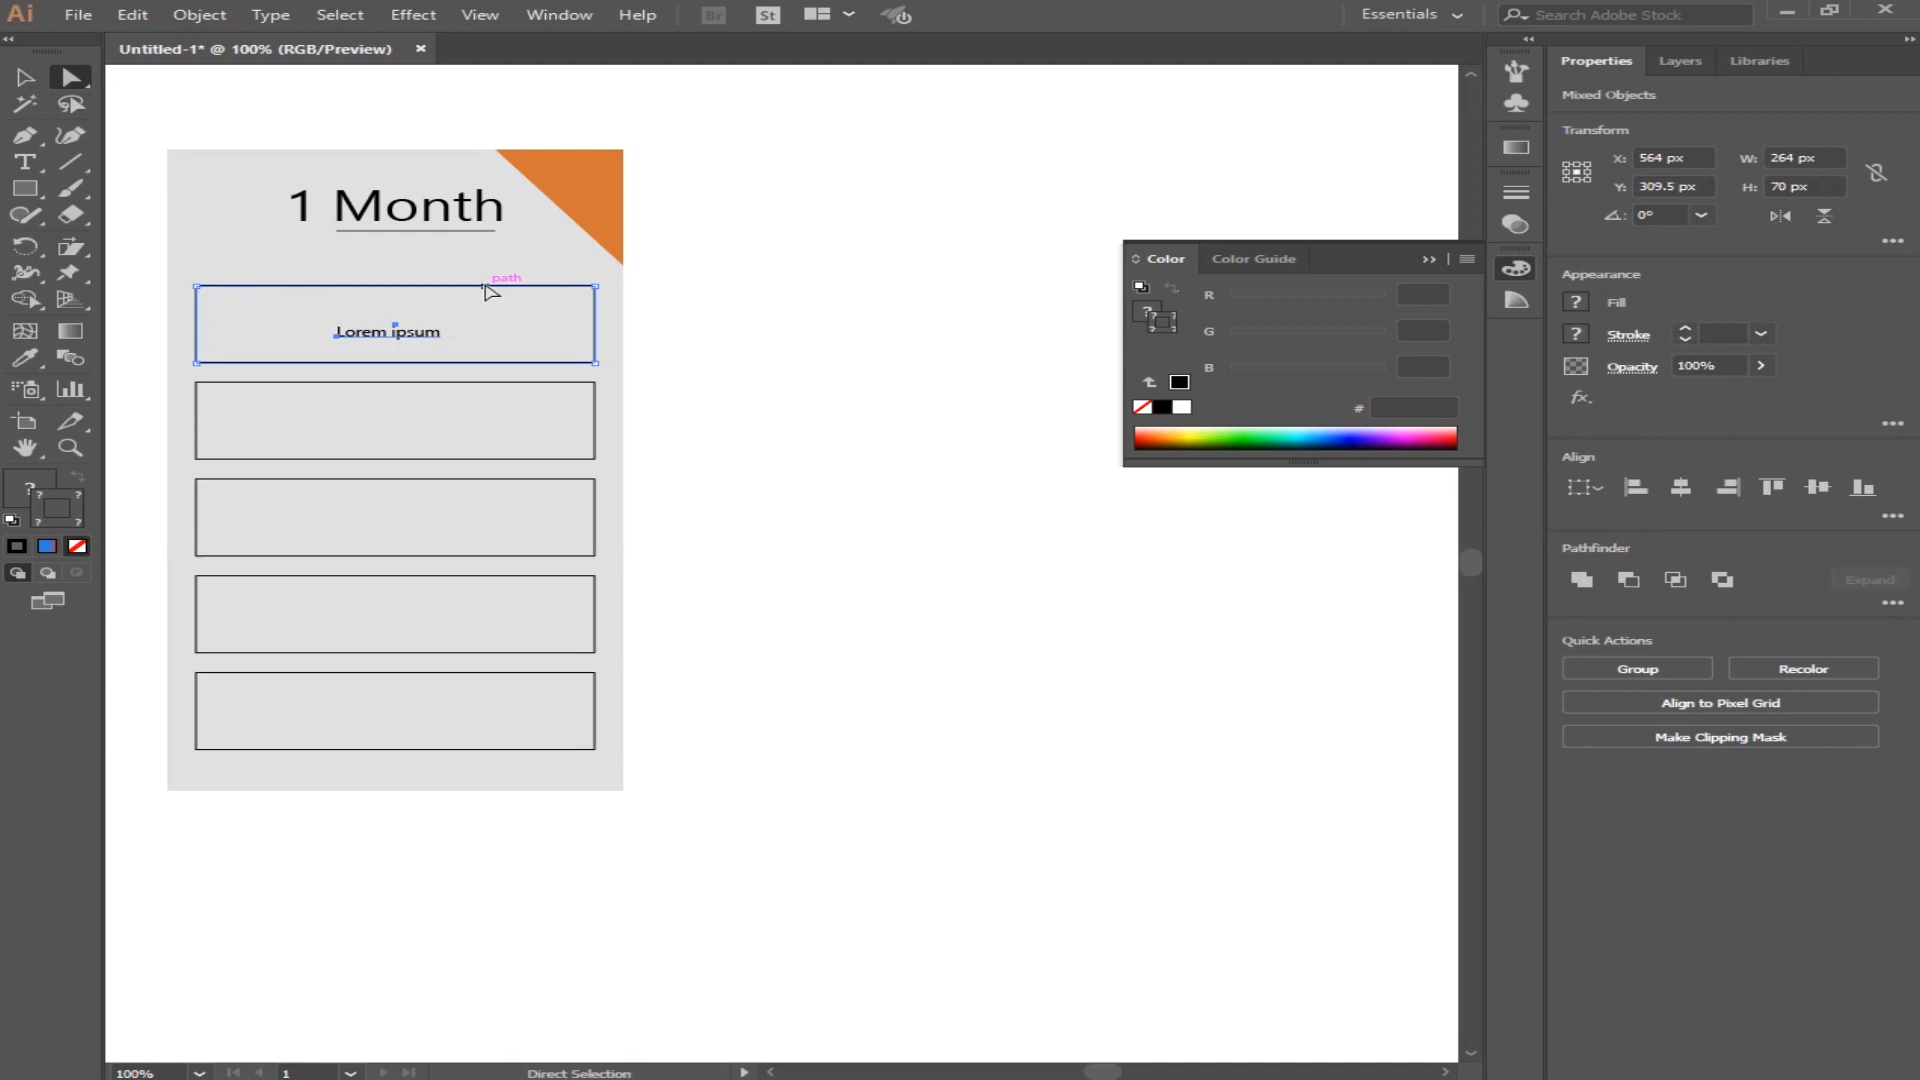 Ai File Edit Object Type Select Effect View Window Help Br St Essentials Search Adobe Stock
Untitled-1* @ 100% (RGB/Preview)
1 Month
path
Lorem ipsum
Color Color Guide
R
G
B
#
Properties Layers Libraries
Mixed Objects
Transform
X: 564 px W: 264 px
Y: 309.5 px H: 70 px
0°
Appearance
? Fill
? Stroke
Opacity 100%
fx
Align
Pathfinder
Expand
Quick Actions
Group Recolor
Align to Pixel Grid
Make Clipping Mask
100% 1 Direct Selection